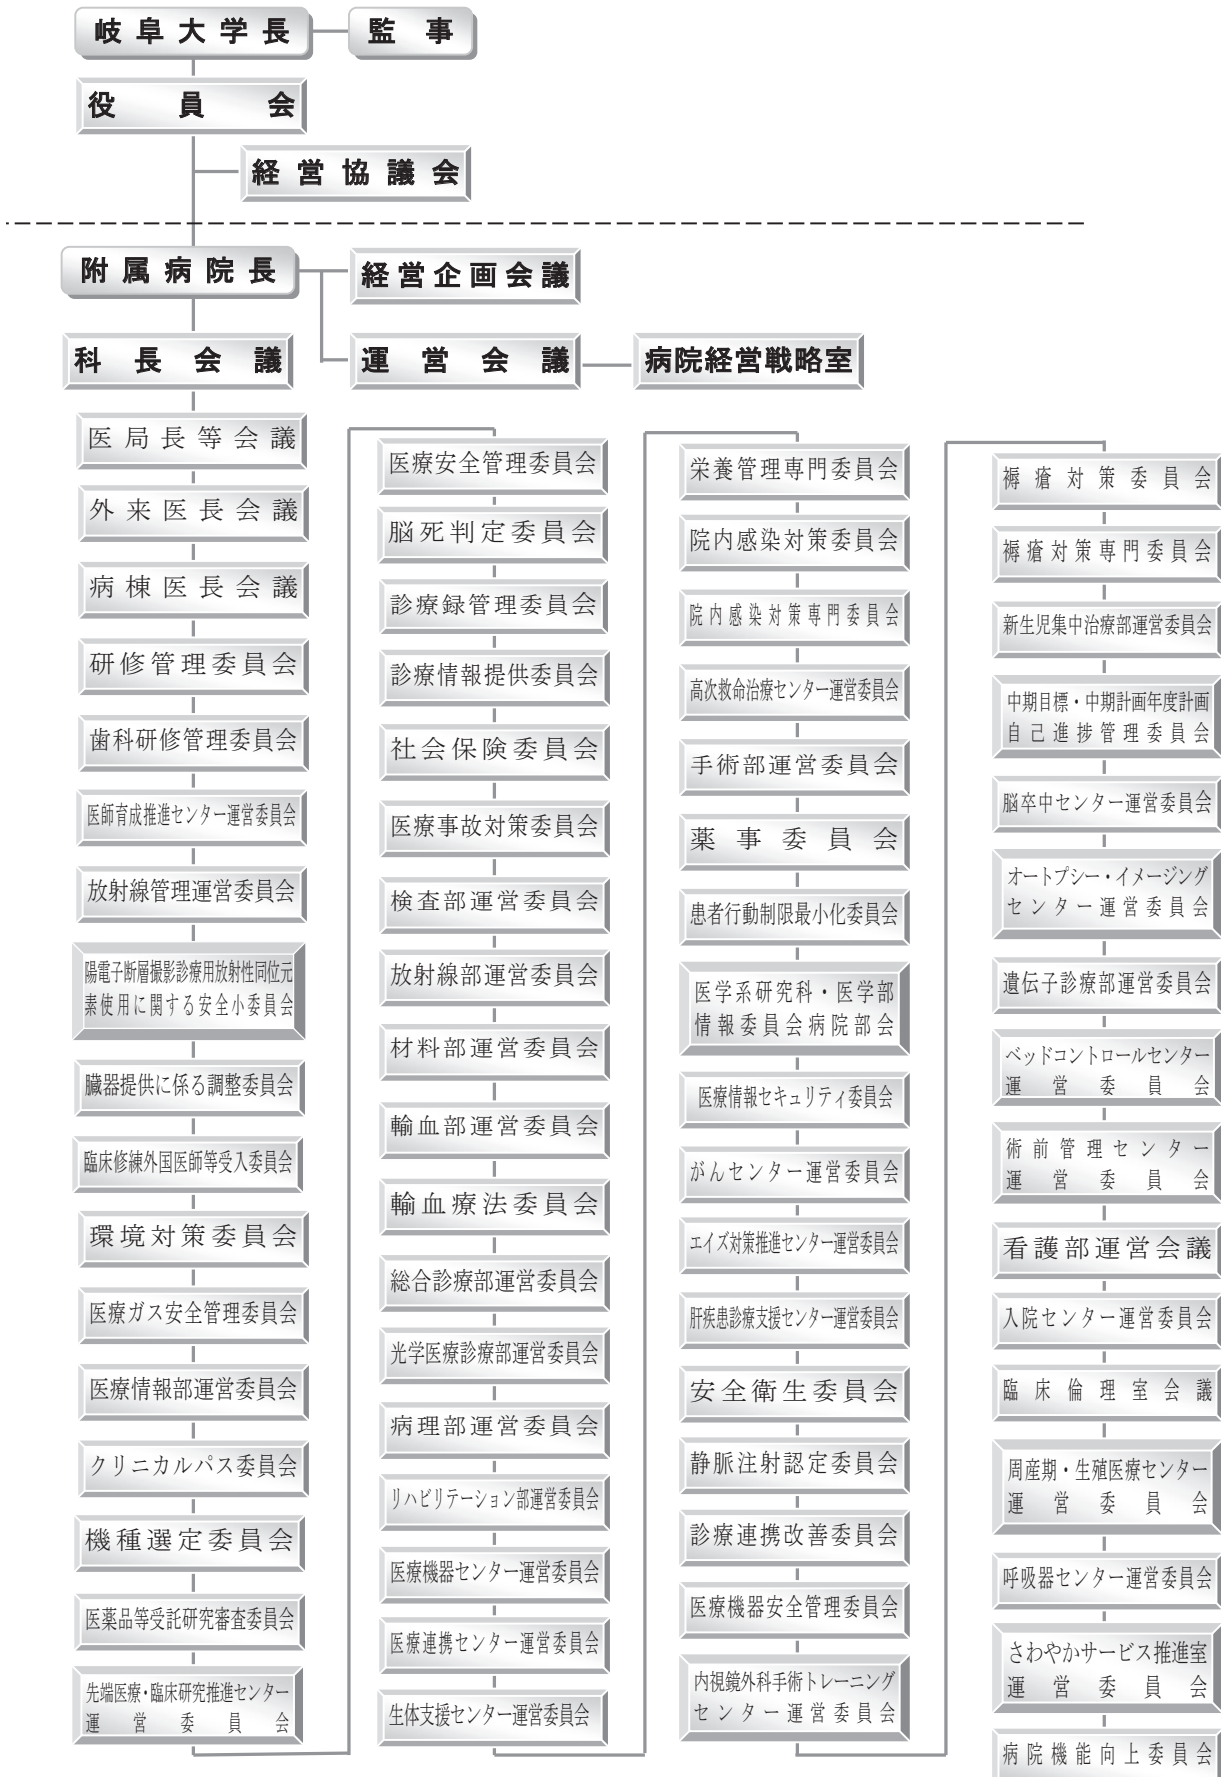 岐阜大学長
監事
役員会
経営協議会
附属病院長
経営企画会議
科長会議
運営会議
病院経営戦略室
医局長等会議
外来医長会議
病棟医長会議
研修管理委員会
歯科研修管理委員会
医師育成推進センター運営委員会
放射線管理運営委員会
陽電子断層撮影診療用放射性同位元
素使用に関する安全小委員会
臓器提供に係る調整委員会
臨床修練外国医師等受入委員会
環境対策委員会
医療ガス安全管理委員会
医療情報部運営委員会
クリニカルパス委員会
機種選定委員会
医薬品等受託研究審査委員会
先端医療・臨床研究推進センター
運営委員会
医療安全管理委員会
脳死判定委員会
診療録管理委員会
診療情報提供委員会
社会保険委員会
医療事故対策委員会
検査部運営委員会
放射線部運営委員会
材料部運営委員会
輸血部運営委員会
輸血療法委員会
総合診療部運営委員会
光学医療診療部運営委員会
病理部運営委員会
リハビリテーション部運営委員会
医療機器センター運営委員会
医療連携センター運営委員会
生体支援センター運営委員会
栄養管理専門委員会
院内感染対策委員会
院内感染対策専門委員会
高次救命治療センター運営委員会
手術部運営委員会
薬事委員会
患者行動制限最小化委員会
医学系研究科・医学部
情報委員会病院部会
医療情報セキュリティ委員会
がんセンター運営委員会
エイズ対策推進センター運営委員会
肝疾患診療支援センター運営委員会
安全衛生委員会
静脈注射認定委員会
診療連携改善委員会
医療機器安全管理委員会
内視鏡外科手術トレーニング
センター運営委員会
褥瘡対策委員会
褥瘡対策専門委員会
新生児集中治療部運営委員会
中期目標・中期計画年度計画
自己進捗管理委員会
脳卒中センター運営委員会
オートプシー・イメージング
センター運営委員会
遺伝子診療部運営委員会
ベッドコントロールセンター
運営委員会
術前管理センター
運営委員会
看護部運営会議
入院センター運営委員会
臨床倫理室会議
周産期・生殖医療センター
運営委員会
呼吸器センター運営委員会
さわやかサービス推進室
運営委員会
病院機能向上委員会